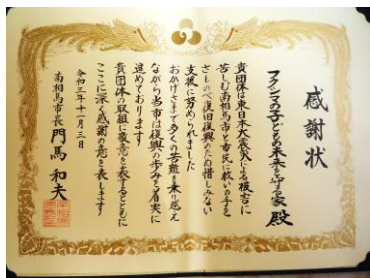 感謝状
フクシマの子どもの未来を守る家 殿
貴団体は東日本大震災による被害に
苦しむ南相馬市と市民に救いの手を
さしのべ復旧復興のため惜しみない
支援に努められました
おかげさまで多くの苦難を乗り越え
ながら当市は復興の歩みを着実に
進めております
貴団体の取組に敬意を表するとともに
ここに深く感謝の意を表します
令和三年十一月三日
南相馬市長 門馬 和夫